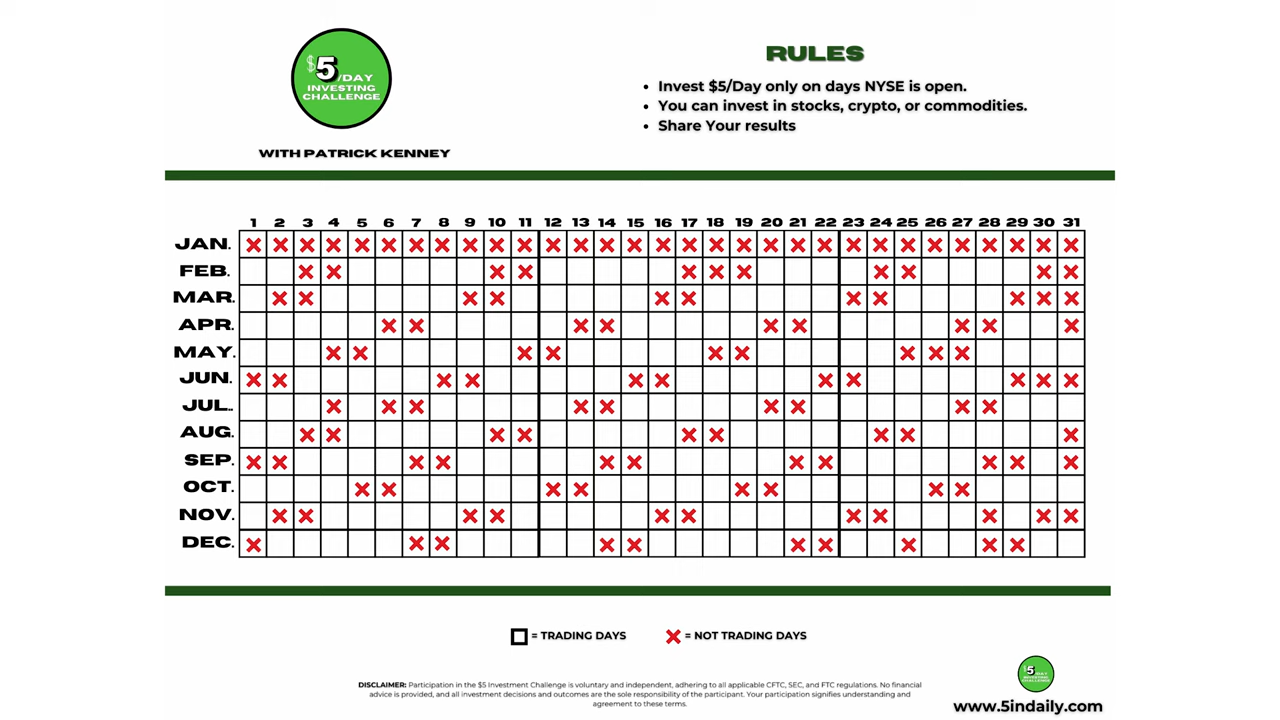 $5/DAY
INVESTING
CHALLENGE
WITH PATRICK KENNEY
RULES
• Invest $5/Day only on days NYSE is open.
• You can invest in stocks, crypto, or commodities.
• Share Your results
1 2 3 4 5 6 7 8 9 10 11 12 13 14 15 16 17 18 19 20 21 22 23 24 25 26 27 28 29 30 31
JAN.
FEB.
MAR.
APR.
MAY.
JUN.
JUL..
AUG.
SEP.
OCT.
NOV.
DEC.
= TRADING DAYS
= NOT TRADING DAYS
DISCLAIMER: Participation in the $5 Investment Challenge is voluntary and independent, adhering to all applicable CFTC, SEC, and FTC regulations. No financial
advice is provided, and all investment decisions and outcomes are the sole responsibility of the participant. Your participation signifies understanding and
agreement to these terms.
$5/DAY
INVESTING
CHALLENGE
www.5indaily.com